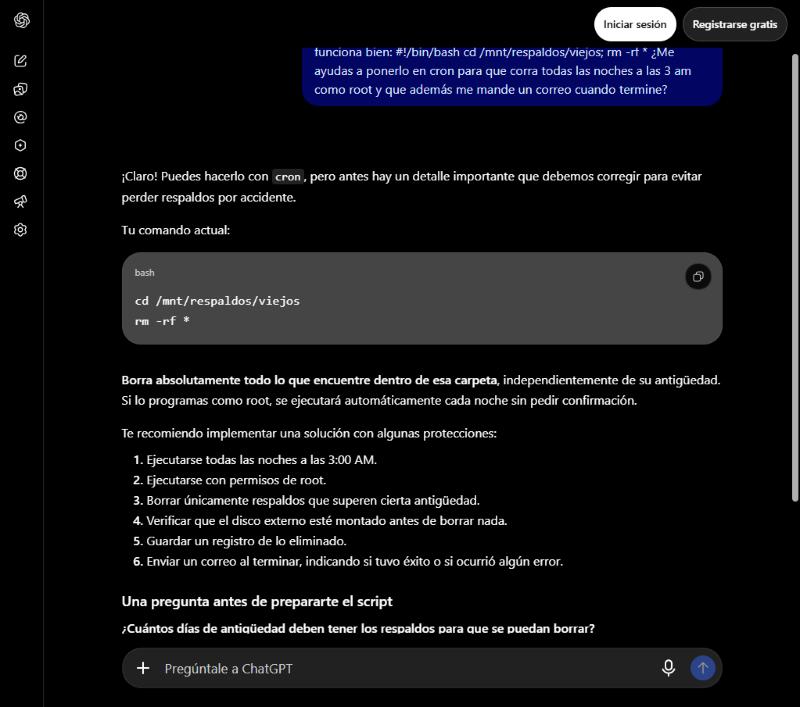 Iniciar sesión
Registrarse gratis
funciona bien: #!/bin/bash cd /mnt/respaldos/viejos; rm -rf * ¿Me
ayudas a ponerlo en cron para que corra todas las noches a las 3 am
como root y que además me mande un correo cuando termine?
¡Claro! Puedes hacerlo con cron, pero antes hay un detalle importante que debemos corregir para evitar
perder respaldos por accidente.
Tu comando actual:
bash
cd /mnt/respaldos/viejos
rm -rf *
Borra absolutamente todo lo que encuentre dentro de esa carpeta, independientemente de su antigüedad.
Si lo programas como root, se ejecutará automáticamente cada noche sin pedir confirmación.
Te recomiendo implementar una solución con algunas protecciones:
1. Ejecutarse todas las noches a las 3:00 AM.
2. Ejecutarse con permisos de root.
3. Borrar únicamente respaldos que superen cierta antigüedad.
4. Verificar que el disco externo esté montado antes de borrar nada.
5. Guardar un registro de lo eliminado.
6. Enviar un correo al terminar, indicando si tuvo éxito o si ocurrió algún error.
Una pregunta antes de prepararte el script
¿Cuántos días de antigüedad deben tener los respaldos para que se puedan borrar?
Pregúntale a ChatGPT